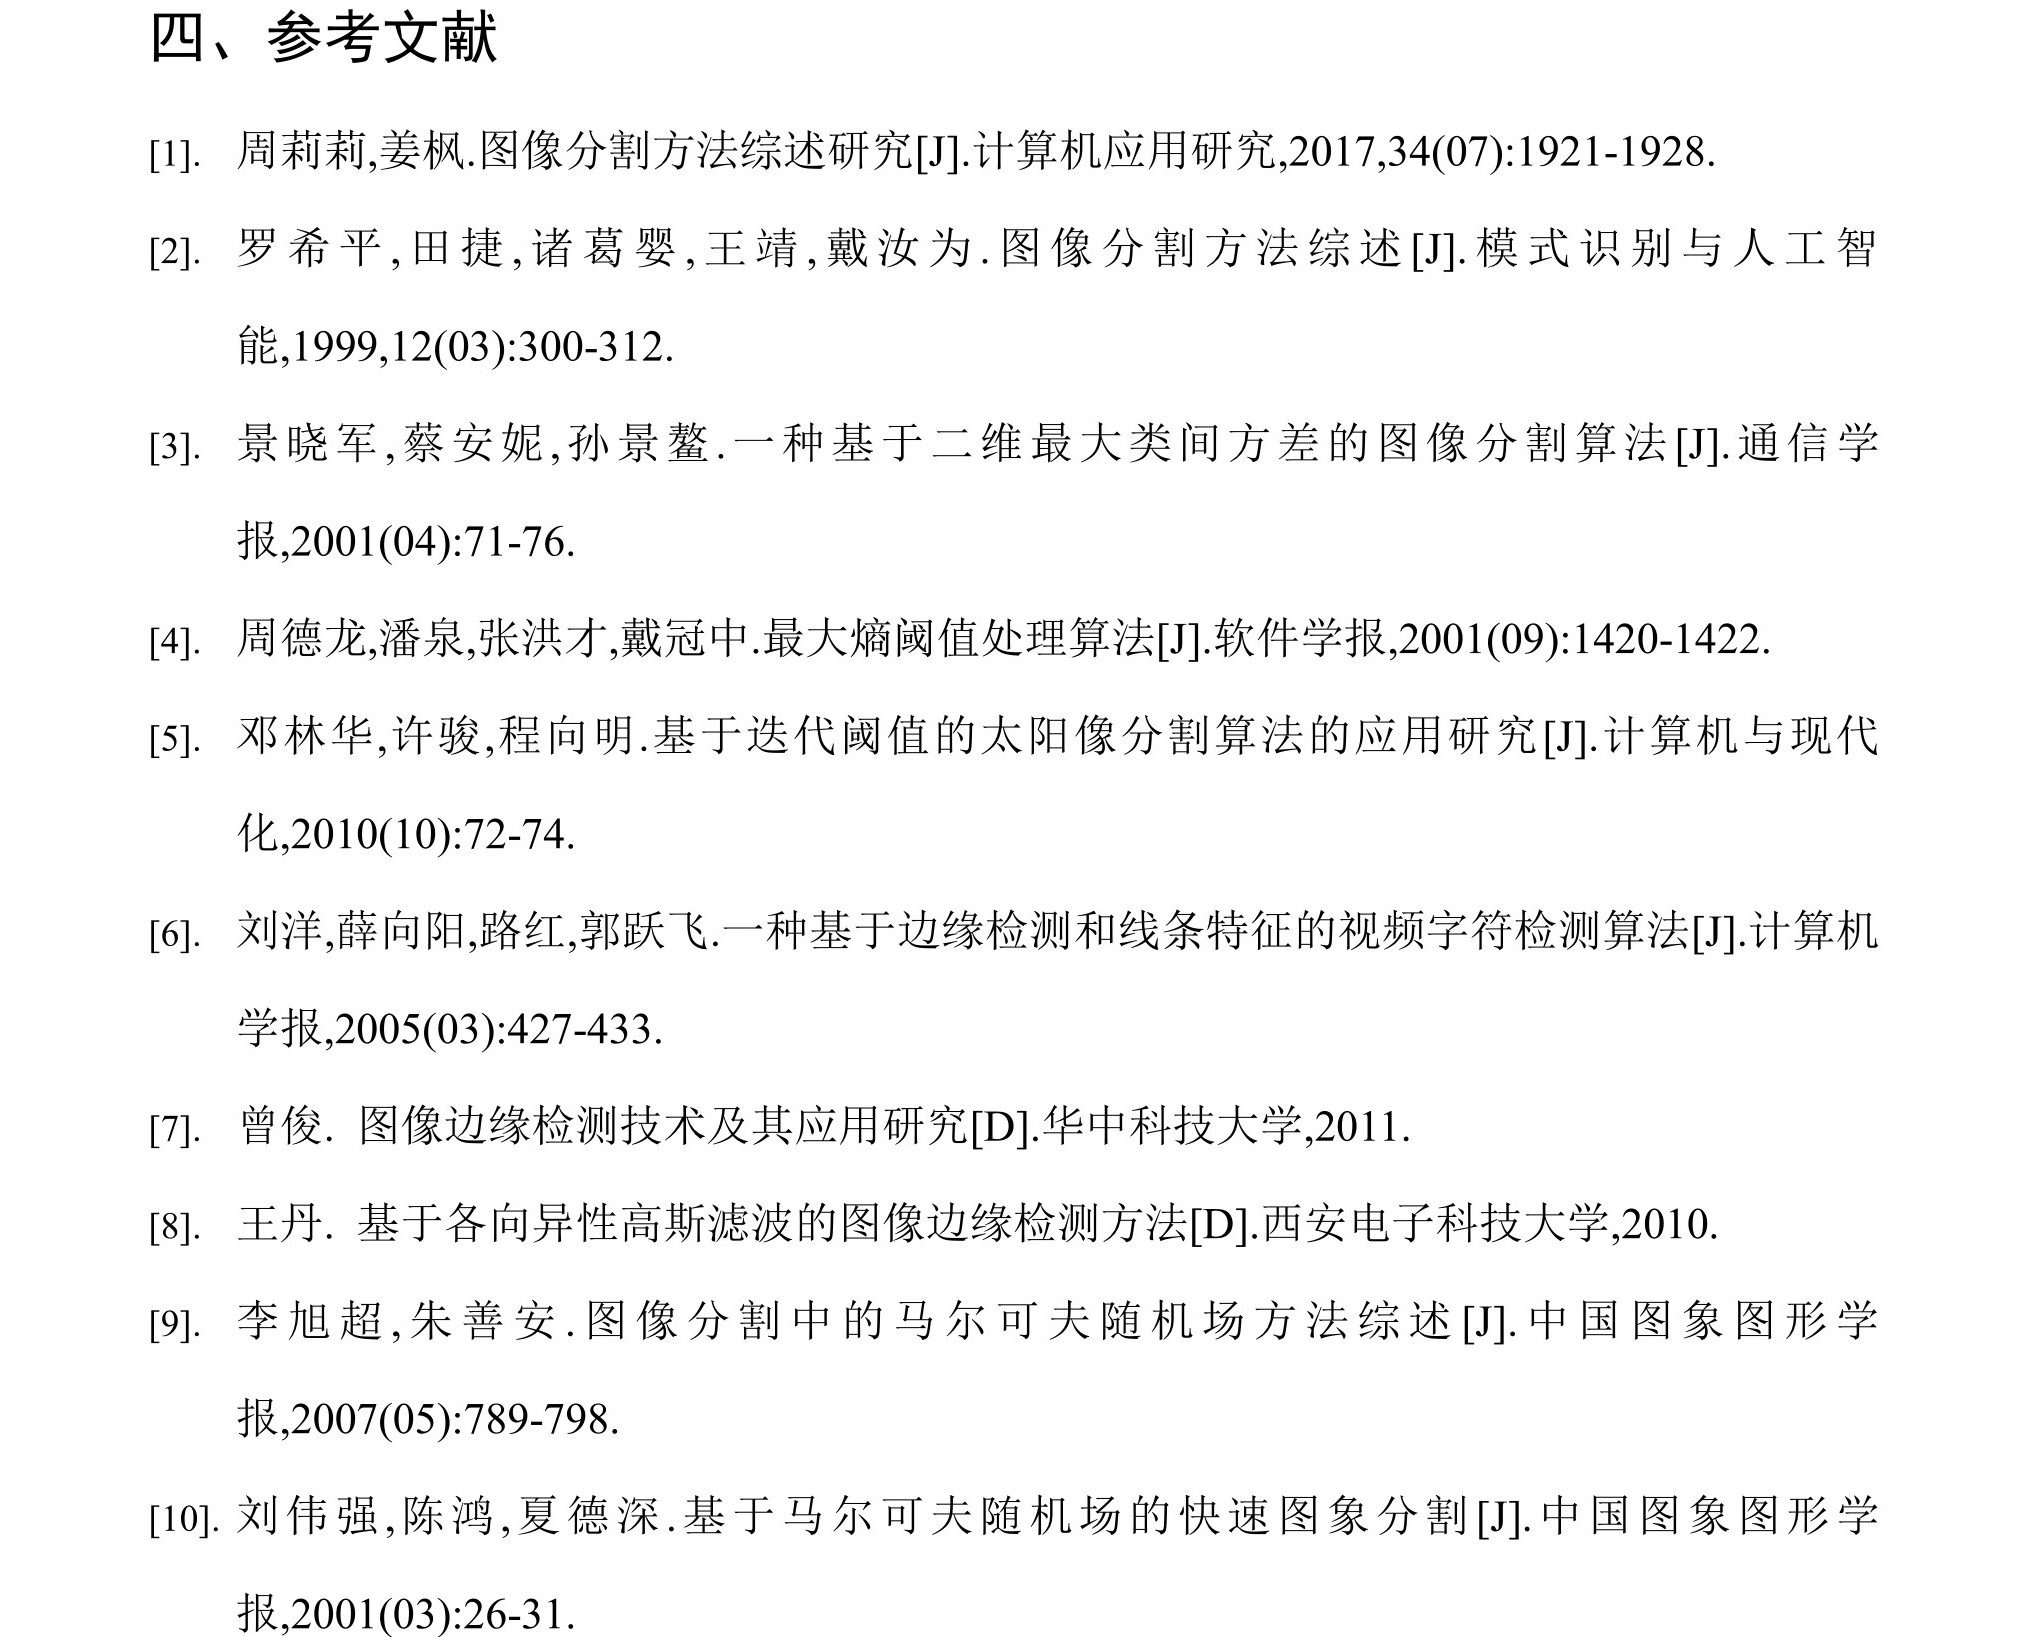 四、参考文献
[1]. 周莉莉,姜枫.图像分割方法综述研究[J].计算机应用研究,2017,34(07):1921-1928.
[2]. 罗希平,田捷,诸葛婴,王靖,戴汝为.图像分割方法综述[J].模式识别与人工智
能,1999,12(03):300-312.
[3]. 景晓军,蔡安妮,孙景鳌.一种基于二维最大类间方差的图像分割算法[J].通信学
报,2001(04):71-76.
[4]. 周德龙,潘泉,张洪才,戴冠中.最大熵阈值处理算法[J].软件学报,2001(09):1420-1422.
[5]. 邓林华,许骏,程向明.基于迭代阈值的太阳像分割算法的应用研究[J].计算机与现代
化,2010(10):72-74.
[6]. 刘洋,薛向阳,路红,郭跃飞.一种基于边缘检测和线条特征的视频字符检测算法[J].计算机
学报,2005(03):427-433.
[7]. 曾俊. 图像边缘检测技术及其应用研究[D].华中科技大学,2011.
[8]. 王丹. 基于各向异性高斯滤波的图像边缘检测方法[D].西安电子科技大学,2010.
[9]. 李旭超,朱善安.图像分割中的马尔可夫随机场方法综述[J].中国图象图形学
报,2007(05):789-798.
[10]. 刘伟强,陈鸿,夏德深.基于马尔可夫随机场的快速图象分割[J].中国图象图形学
报,2001(03):26-31.